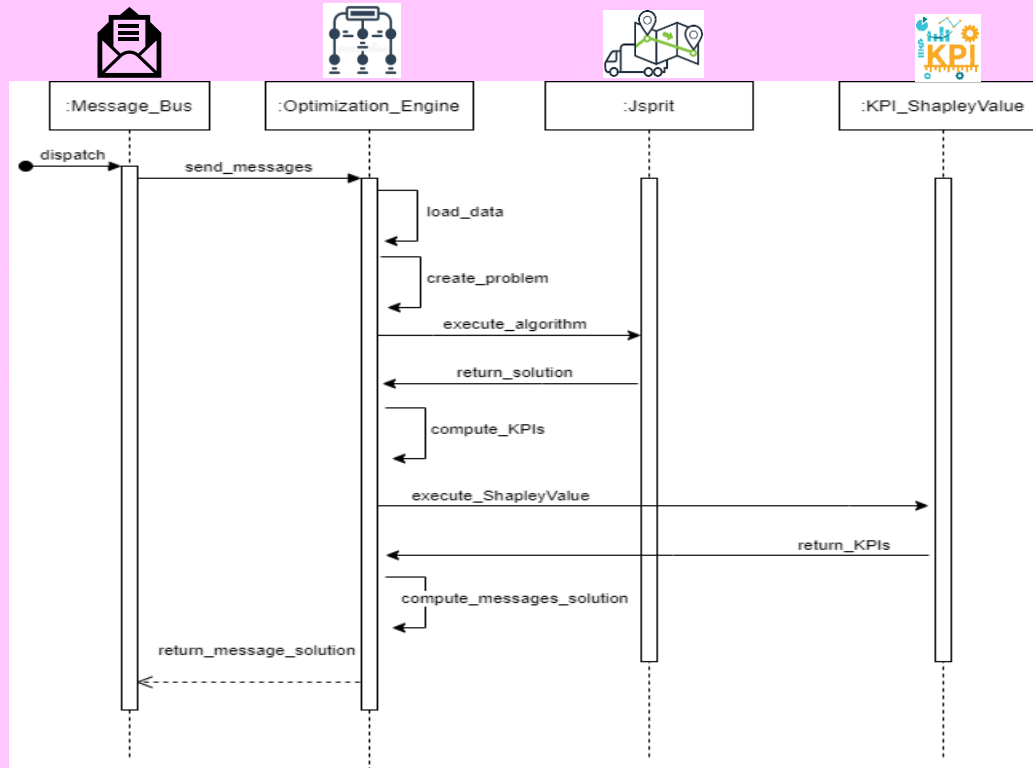 KPI
:Message_Bus
:Optimization_Engine
:Jsprit
:KPI_ShapleyValue
dispatch
send_messages
load_data
create_problem
execute_algorithm
return_solution
compute_KPIs
execute_ShapleyValue
return_KPIs
compute_messages_solution
return_message_solution